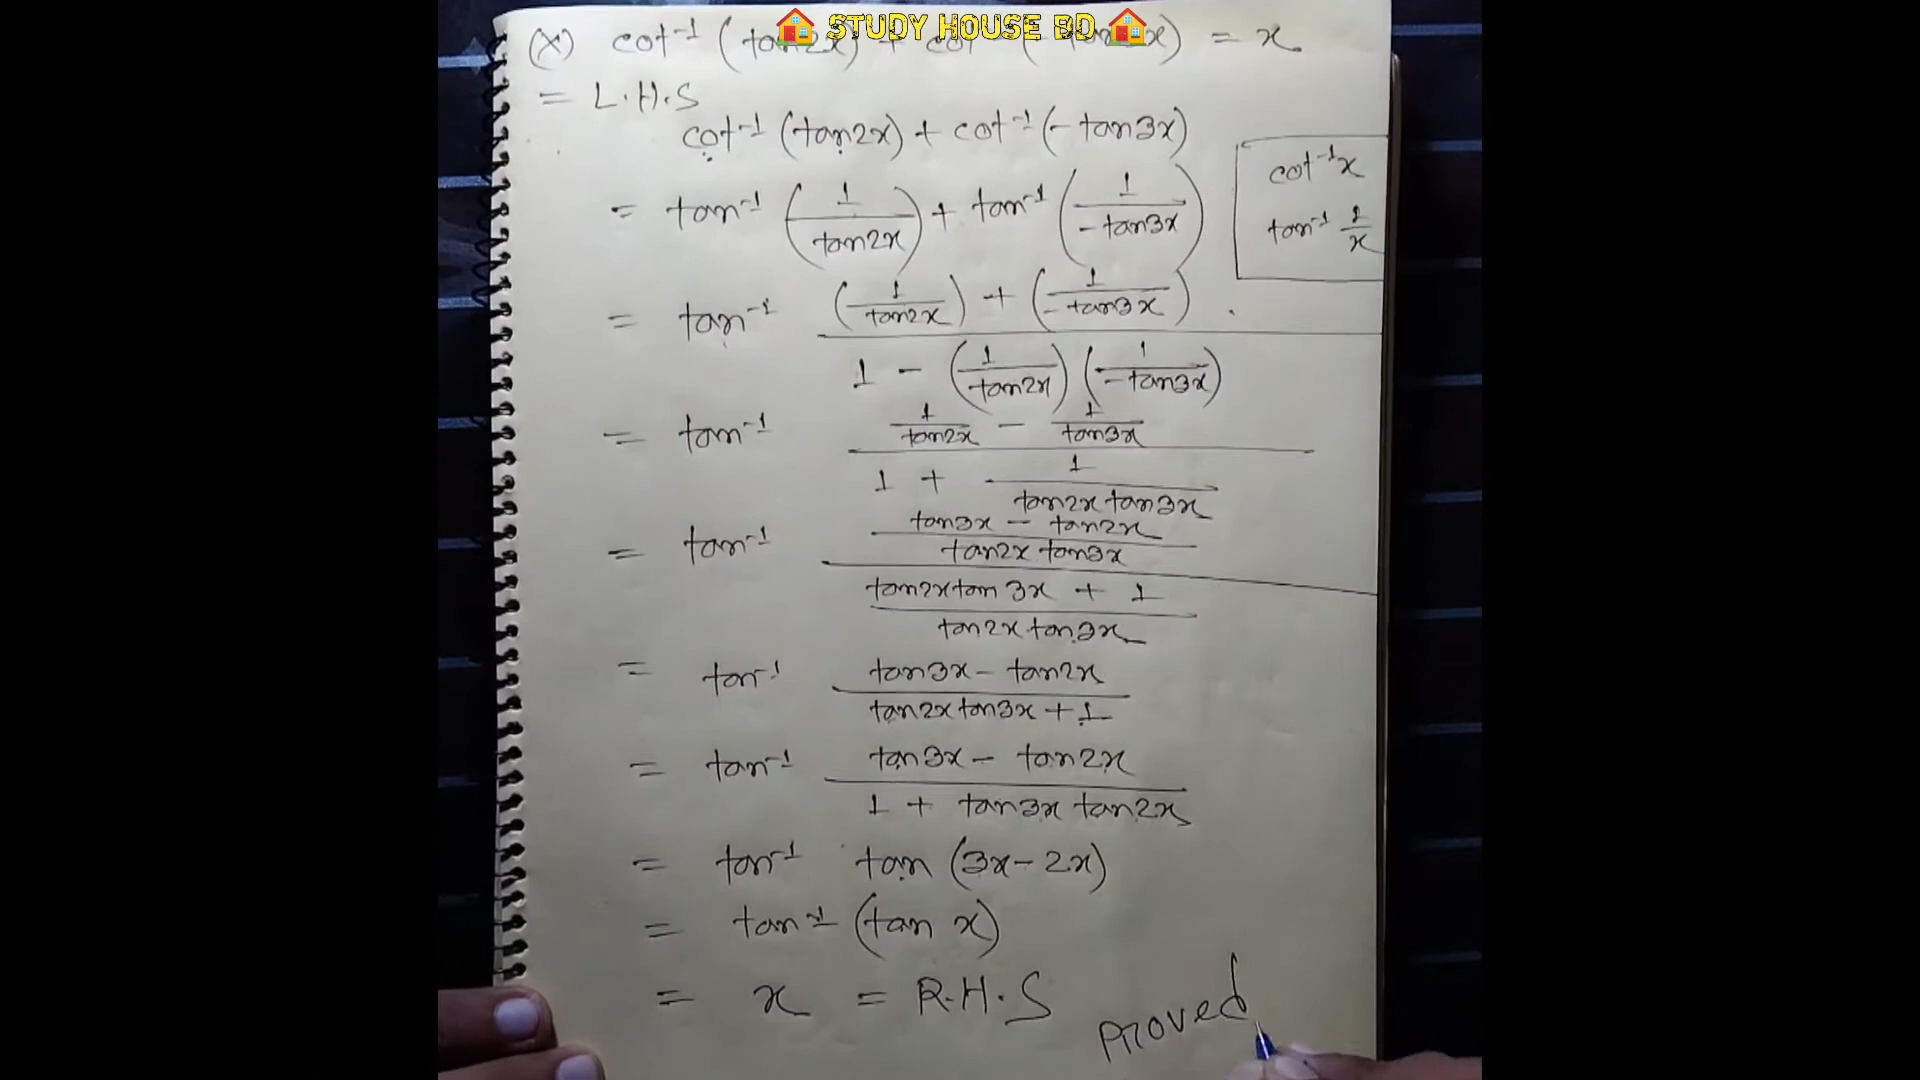 🏠 STUDY HOUSE BD 🏠
(x) cot⁻¹ (tan2x) + cot (- tan3x) = x
= L.H.S
cot⁻¹ (tan2x) + cot⁻¹ (- tan3x)
cot⁻¹x
tan⁻¹ 1/x
= tan⁻¹ (1/tan2x) + tan⁻¹ (1/- tan3x)
= tan⁻¹ ((1/tan2x) + (1/- tan3x)) / (1 - (1/tan2x) (1/- tan3x))
= tan⁻¹ (1/tan2x - 1/tan3x) / (1 + 1/tan2x tan3x)
= tan⁻¹ ((tan3x - tan2x)/(tan2x tan3x)) / ((tan2x tan 3x + 1)/(tan2x tan3x))
= tan⁻¹ (tan3x - tan2x)/(tan2x tan3x + 1)
= tan⁻¹ (tan3x - tan2x)/(1 + tan3x tan2x)
= tan⁻¹ tan (3x - 2x)
= tan⁻¹ (tan x)
= x = R.H.S
Proved